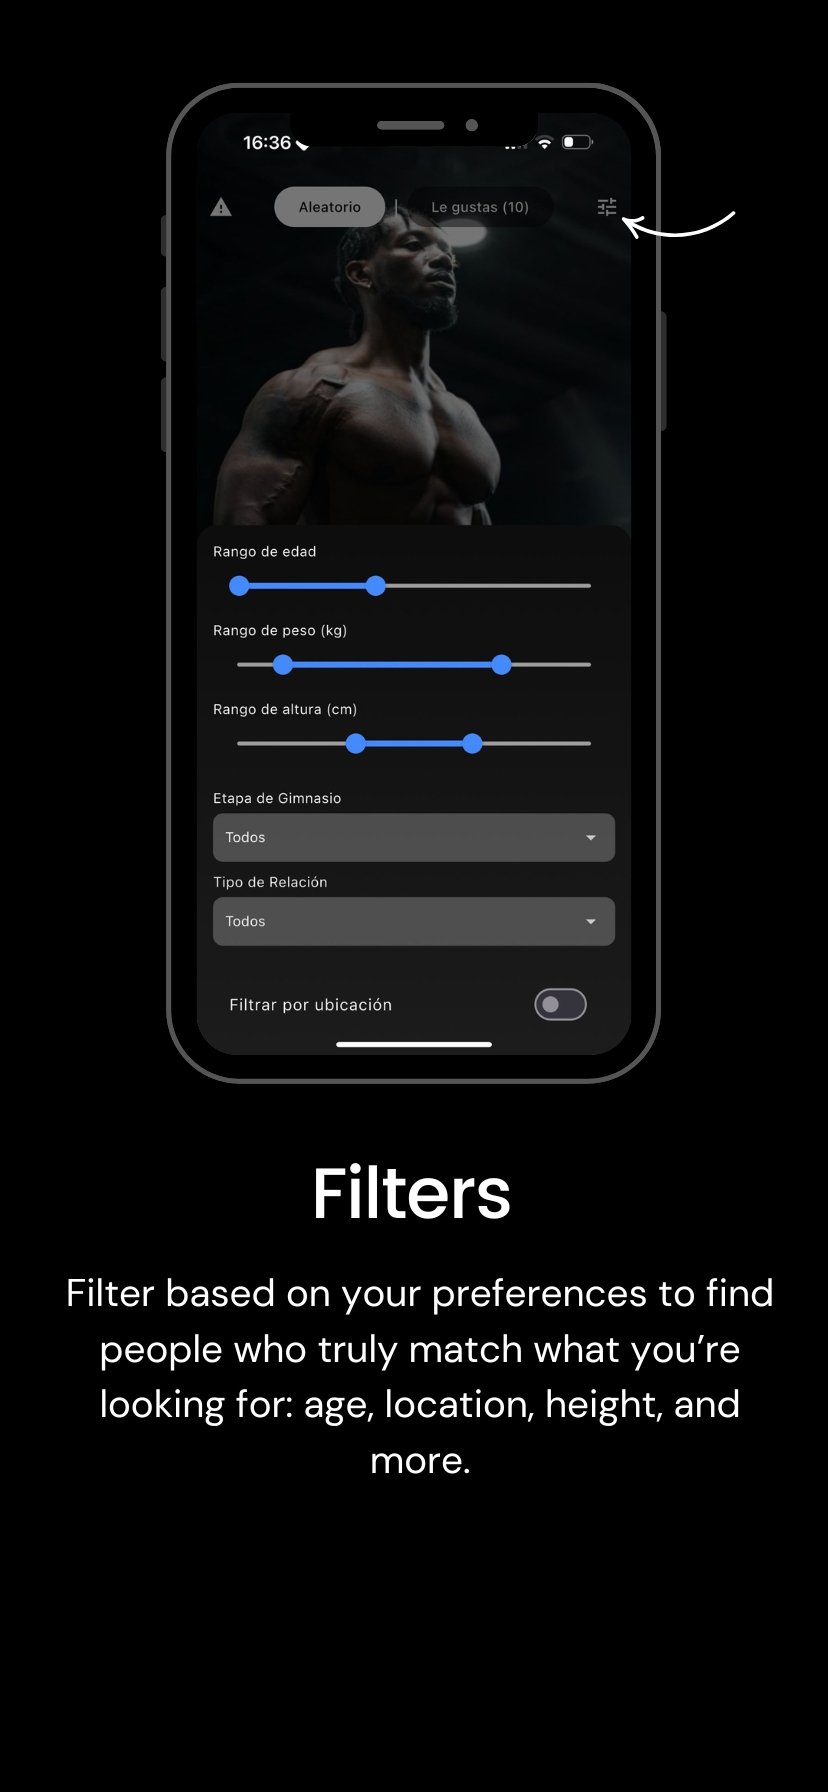 16:36
Aleatorio | Le gustas (10)
Rango de edad
Rango de peso (kg)
Rango de altura (cm)
Etapa de Gimnasio
Todos
Tipo de Relación
Todos
Filtrar por ubicación
Filters
Filter based on your preferences to find
people who truly match what you’re
looking for: age, location, height, and
more.